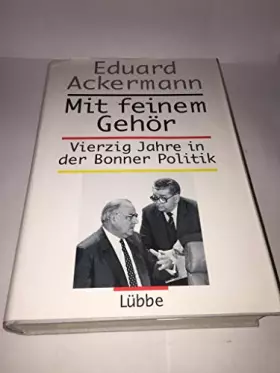 Eduard
Ackermann
Mit feinem
Gehör
Vierzig Jahre in
der Bonner Politik
Lübbe